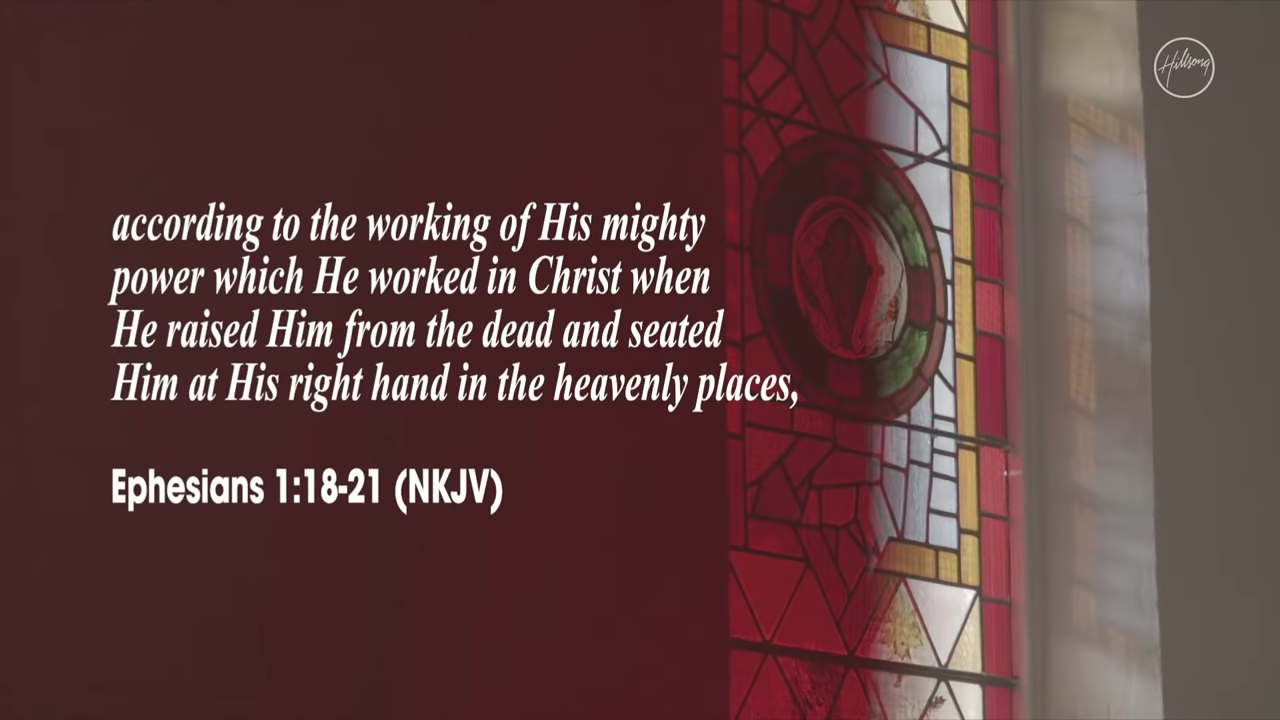 Hillsong
according to the working of His mighty
power which He worked in Christ when
He raised Him from the dead and seated
Him at His right hand in the heavenly places,
Ephesians 1:18-21 (NKJV)